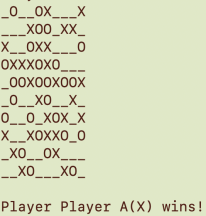 _O__OX___X
___XOO_XX_
X__OXX___O
OXXXOXO___
_OOXOOXOOX
_O__XO__X_
O__O_XOX_X
X__XOXXO_O
_XO__OX___
__XO___XO_
Player Player A(X) wins!